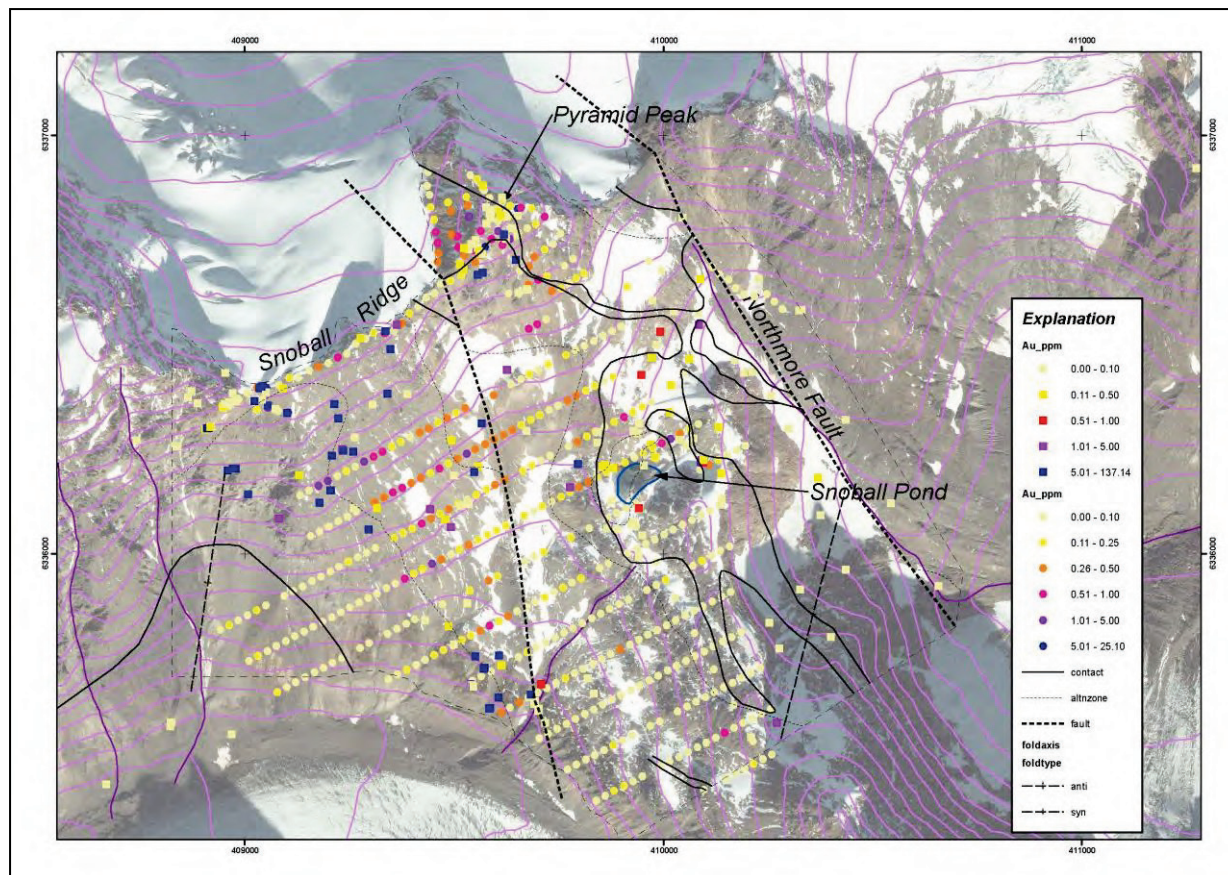 409000
410000
411000
6337000
6337000
Pyramid Peak
Snoball Ridge
Northmore Fault
Snoball Pond
6336000
6336000
Explanation
Au_ppm
0.00 - 0.10
0.11 - 0.50
0.51 - 1.00
1.01 - 5.00
5.01 - 137.14
Au_ppm
0.00 - 0.10
0.11 - 0.25
0.26 - 0.50
0.51 - 1.00
1.01 - 5.00
5.01 - 25.10
contact
altnzone
fault
foldaxis
foldtype
anti
syn
409000
410000
411000